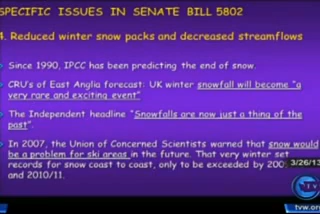 SPECIFIC ISSUES IN SENATE BILL 5802
4. Reduced winter snow packs and decreased streamflows
Since 1990, IPCC has been predicting the end of snow.
CRU's of East Anglia forecast: UK winter snowfall will become "a
very rare and exciting event"
The Independent headline "Snowfalls are now just a thing of the
past".
In 2007, the Union of Concerned Scientists warned that snow would
be a problem for ski areas in the future. That very winter set
records for snow coast to coast, only to be exceeded by 200
and 2010/11.
3/26/13
TVW
www.tvw.org